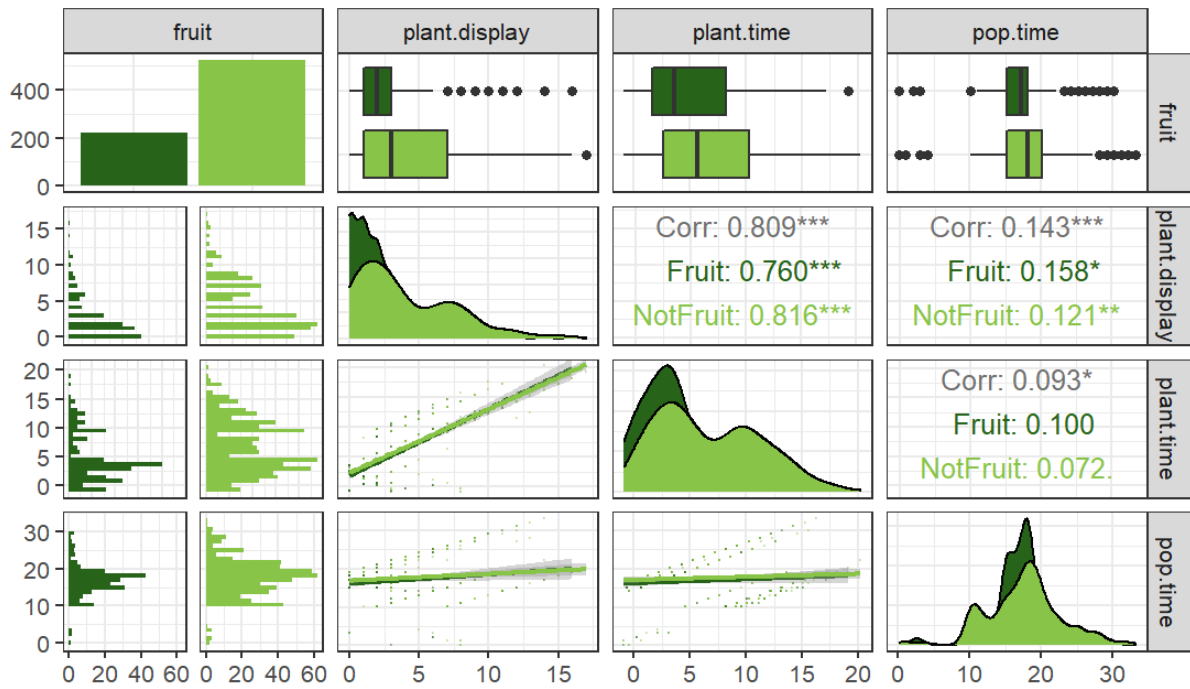 fruit
plant.display
plant.time
pop.time
400
200
0
fruit
15
10
5
0
Corr: 0.809***
Fruit: 0.760***
NotFruit: 0.816***
Corr: 0.143***
Fruit: 0.158*
NotFruit: 0.121**
plant.display
20
15
10
5
0
Corr: 0.093*
Fruit: 0.100
NotFruit: 0.072.
plant.time
30
20
10
0
pop.time
0 20 40 60 0 20 40 60 0 5 10 15 0 5 10 15 20 0 10 20 30